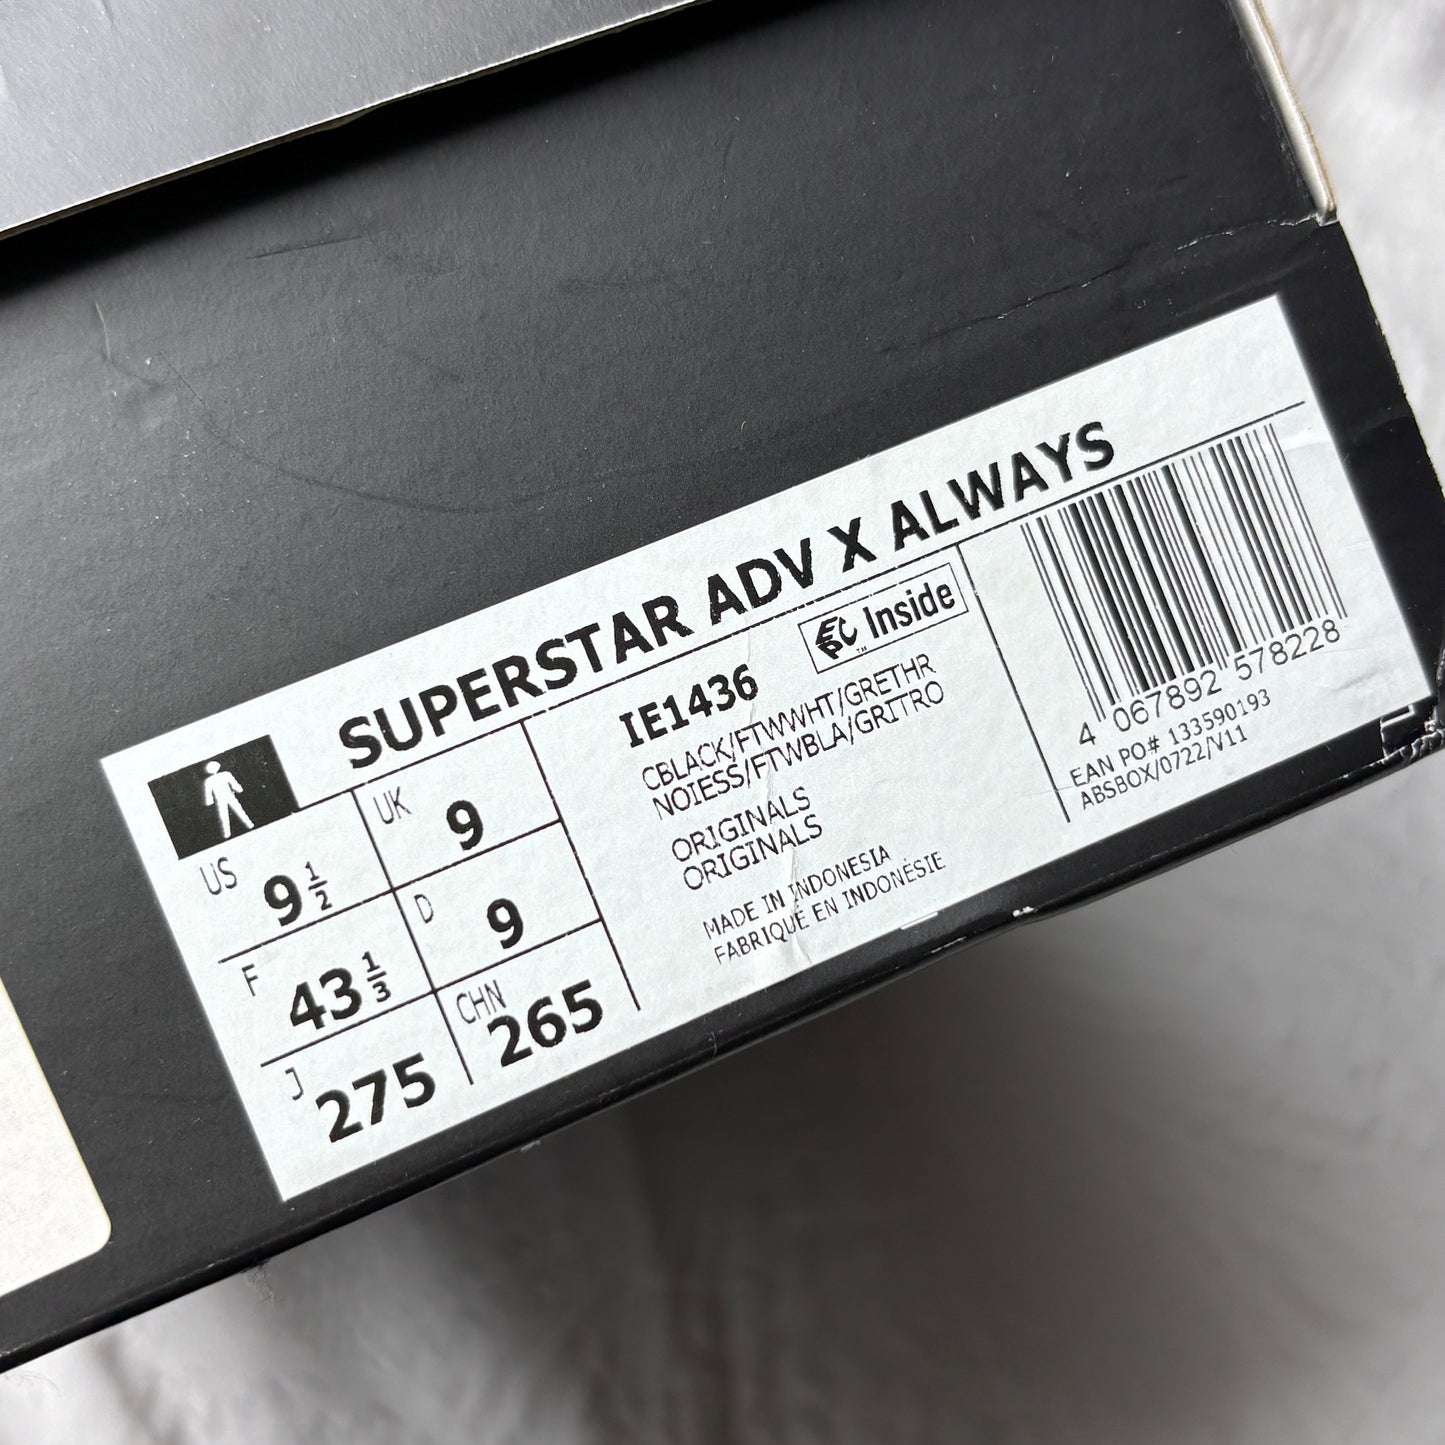 SUPERSTAR ADV X ALWAYS
US 9 1/2
UK 9
F 43 1/3
D 9
J 275
CHN 265
IE1436
Inside™
CBLACK/FTWWHT/GRETHR
NOIESS/FTWBLA/GRITRO
ORIGINALS
ORIGINALS
MADE IN INDONESIA
FABRIQUÉ EN INDONÉSIE
4 067892 578228
EAN PO# 133590193
ABSBOX/0722/V11